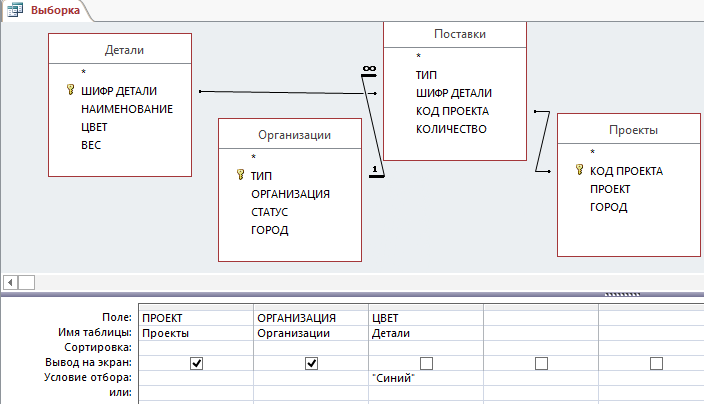 Выборка
Детали
*
ШИФР ДЕТАЛИ
НАИМЕНОВАНИЕ
ЦВЕТ
ВЕС
Организации
*
ТИП
ОРГАНИЗАЦИЯ
СТАТУС
ГОРОД
∞
1
Поставки
*
ТИП
ШИФР ДЕТАЛИ
КОД ПРОЕКТА
КОЛИЧЕСТВО
Проекты
*
КОД ПРОЕКТА
ПРОЕКТ
ГОРОД
Поле: ПРОЕКТ ОРГАНИЗАЦИЯ ЦВЕТ
Имя таблицы: Проекты Организации Детали
Сортировка:
Вывод на экран:
Условие отбора: "Синий"
или: